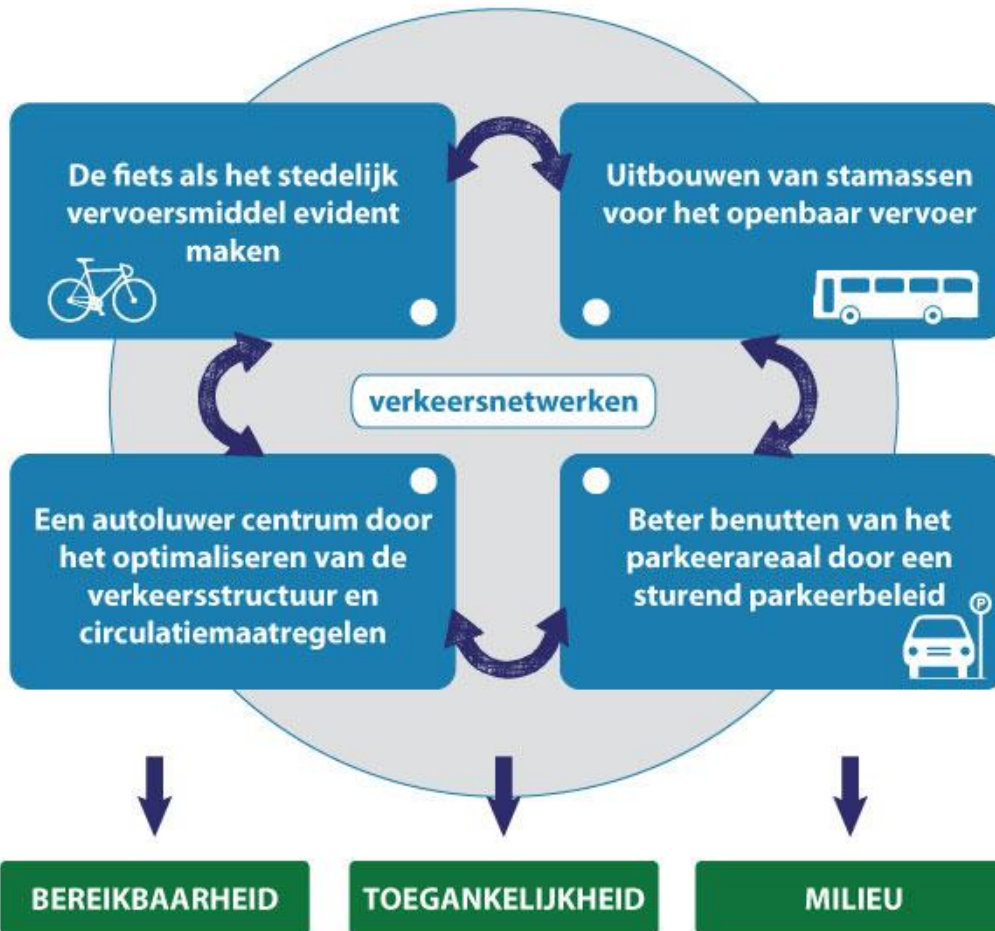 De fiets als het stedelijk
vervoersmiddel evident
maken
Uitbouwen van stamassen
voor het openbaar vervoer
verkeersnetwerken
Een autoluwer centrum door
het optimaliseren van de
verkeersstructuur en
circulatiemaatregelen
Beter benutten van het
parkeerareaal door een
sturend parkeerbeleid
P
BEREIKBAARHEID
TOEGANKELIJKHEID
MILIEU